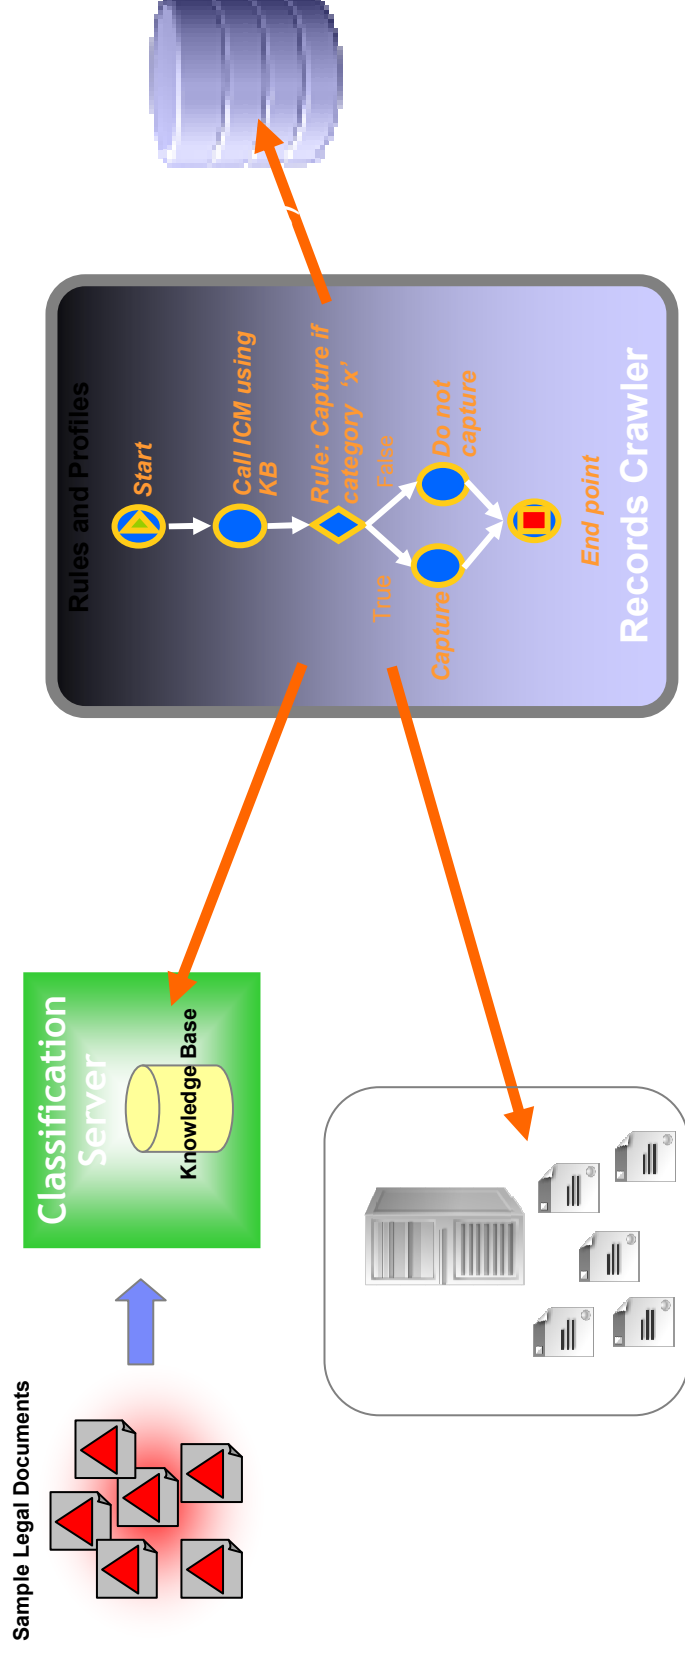 Sample Legal Documents
Classification
Server
Knowledge Base
Rules and Profiles
Start
Call ICM using
KB
Rule: Capture if
category ‘x’
True
False
Capture
Do not
capture
End point
Records Crawler